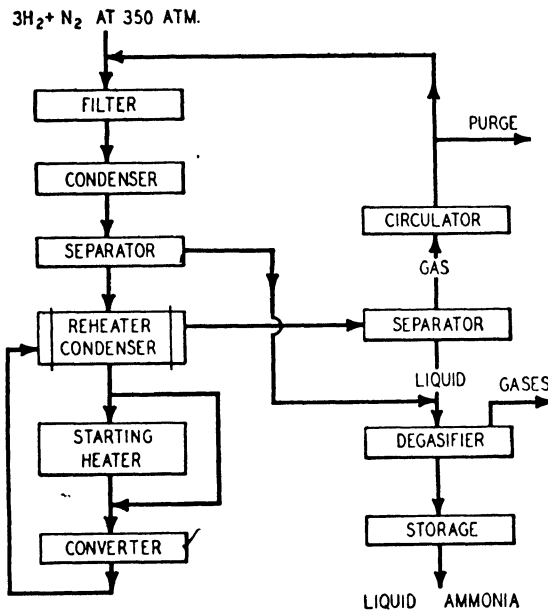 3H₂+ N₂ AT 350 ATM.
FILTER
CONDENSER
SEPARATOR
REHEATER
CONDENSER
STARTING
HEATER
CONVERTER
PURGE
CIRCULATOR
GAS
SEPARATOR
LIQUID
GASES
DEGASIFIER
STORAGE
LIQUID AMMONIA